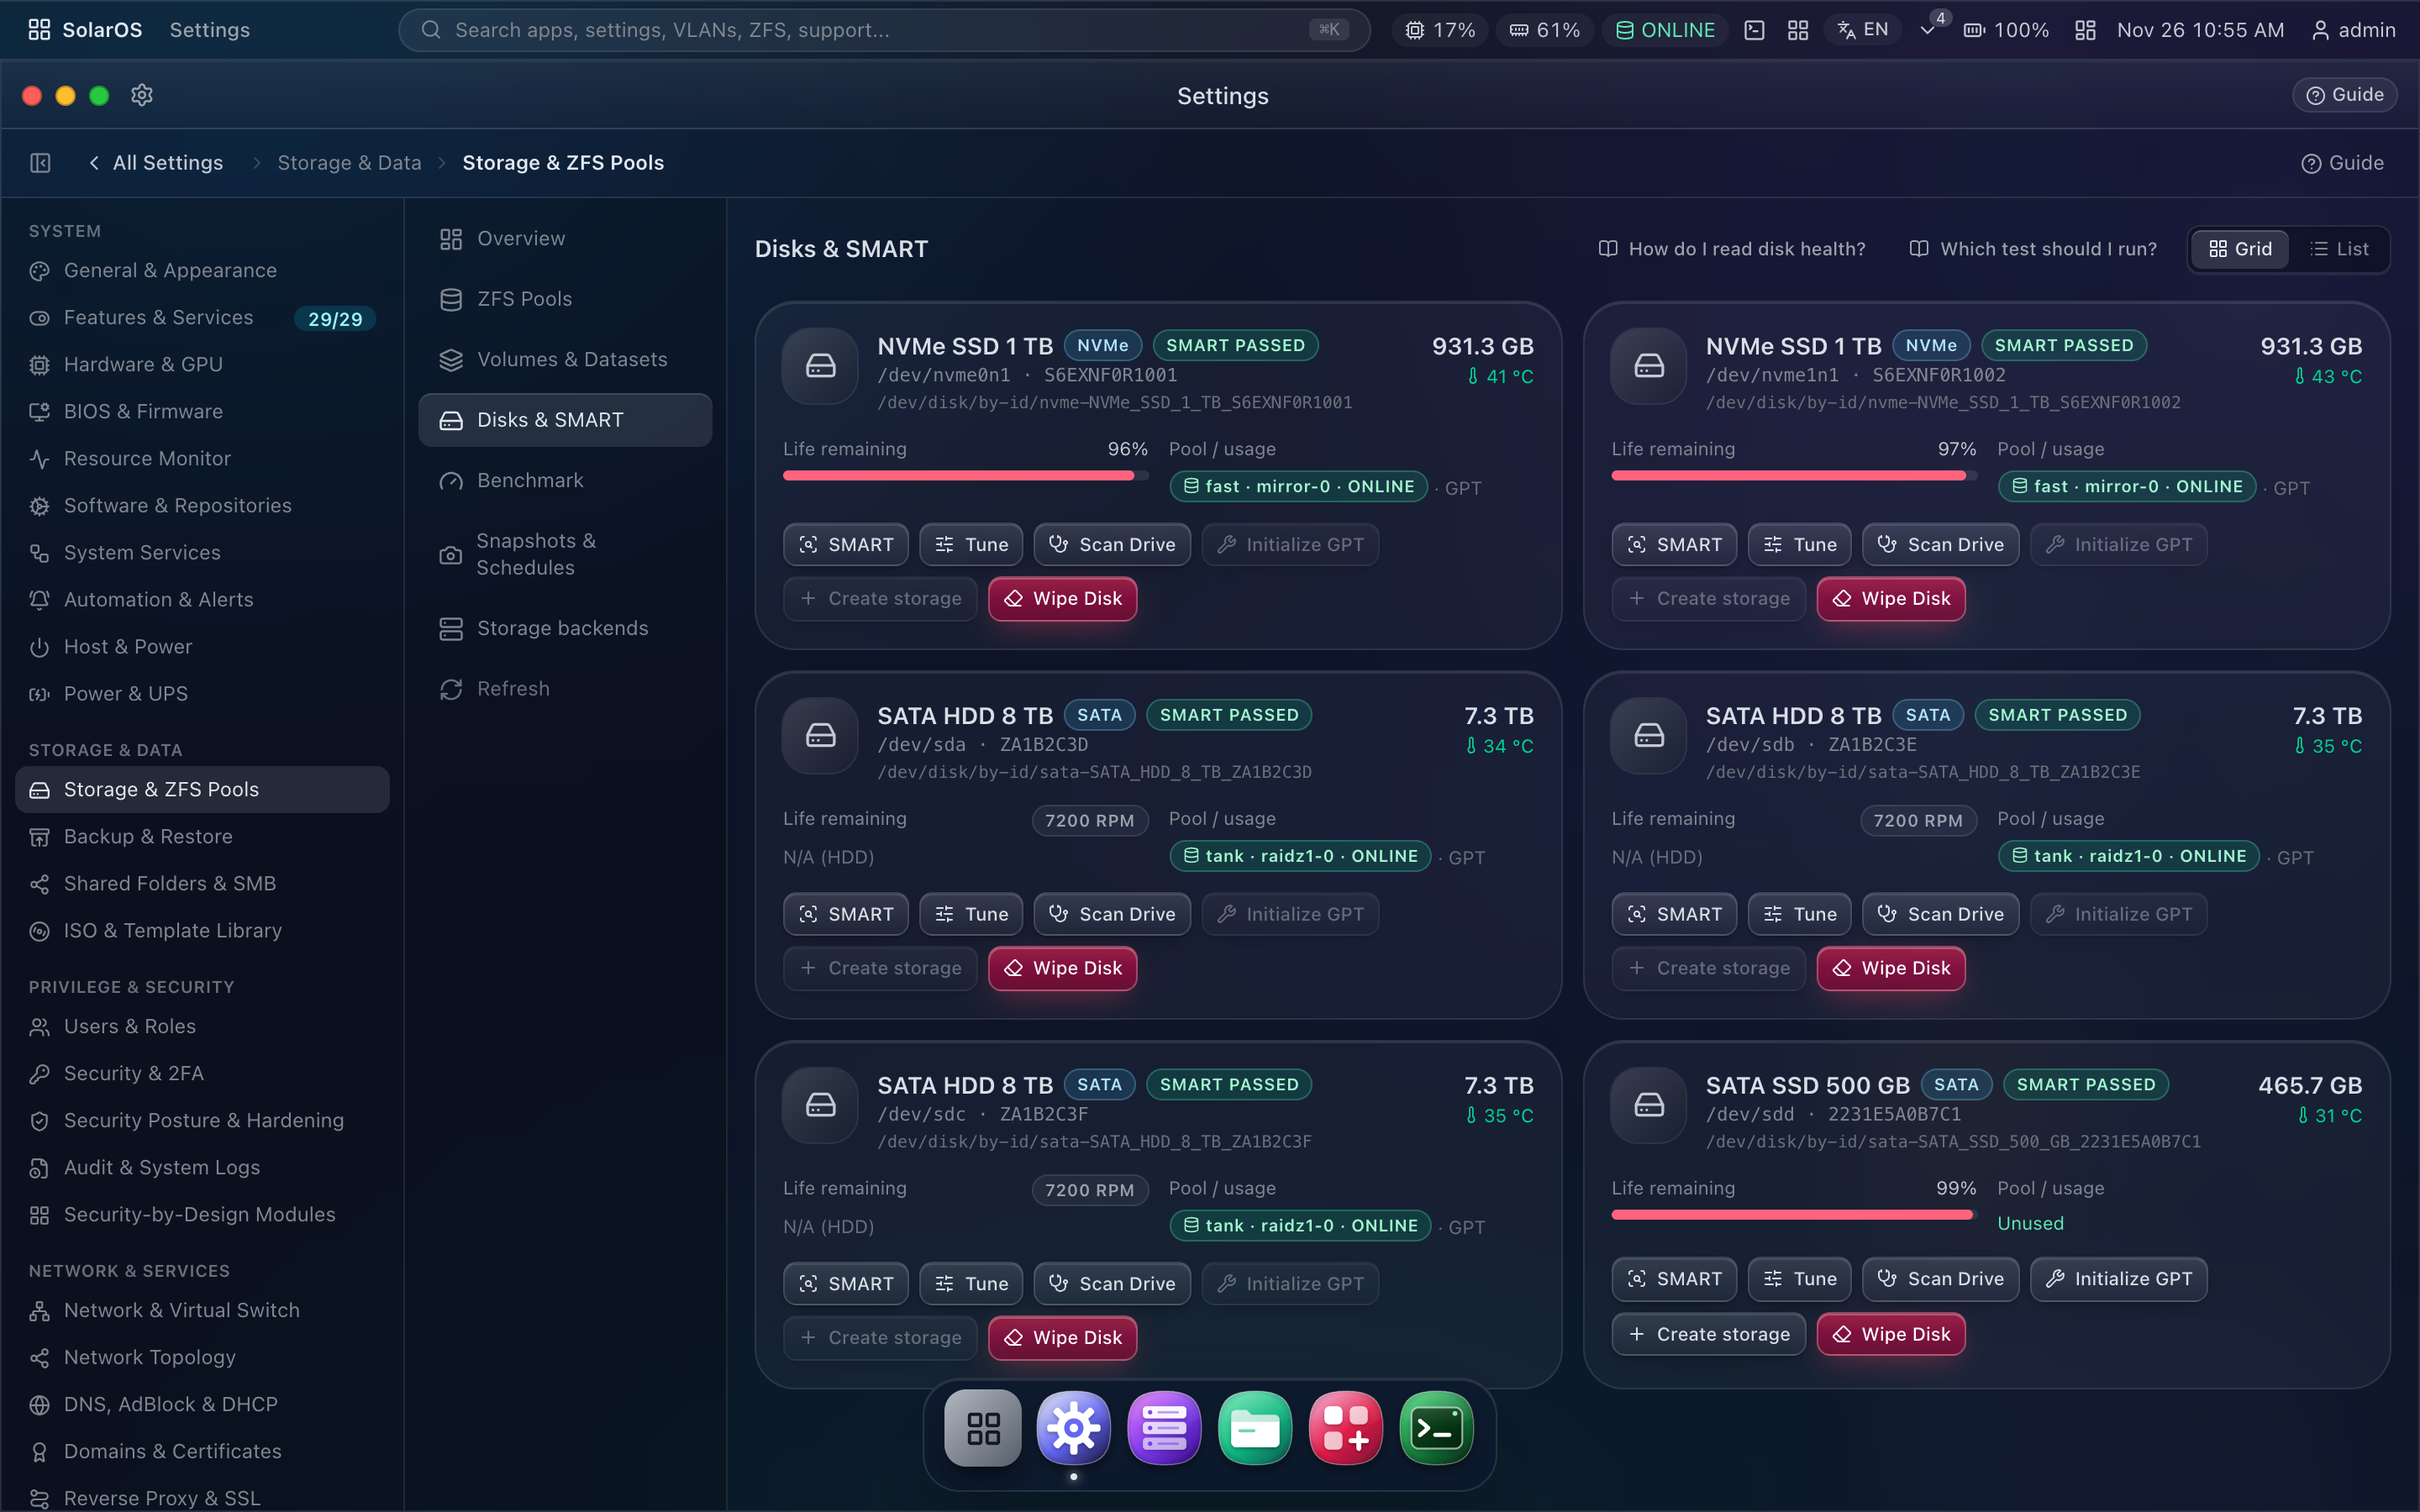 SolarOS Settings Search apps, settings, VLANs, ZFS, support... ⌘K 17% 61% ONLINE EN 4 100% Nov 26 10:55 AM admin
Settings Guide
All Settings Storage & Data Storage & ZFS Pools Guide
SYSTEM
General & Appearance
Features & Services 29/29
Hardware & GPU
BIOS & Firmware
Resource Monitor
Software & Repositories
System Services
Automation & Alerts
Host & Power
Power & UPS
STORAGE & DATA
Storage & ZFS Pools
Backup & Restore
Shared Folders & SMB
ISO & Template Library
PRIVILEGE & SECURITY
Users & Roles
Security & 2FA
Security Posture & Hardening
Audit & System Logs
Security-by-Design Modules
NETWORK & SERVICES
Network & Virtual Switch
Network Topology
DNS, AdBlock & DHCP
Domains & Certificates
Reverse Proxy & SSL
Overview
ZFS Pools
Volumes & Datasets
Disks & SMART
Benchmark
Snapshots &
Schedules
Storage backends
Refresh
Disks & SMART How do I read disk health? Which test should I run? Grid List
NVMe SSD 1 TB NVMe SMART PASSED 931.3 GB
/dev/nvme0n1 · S6EXNF0R1001 41 °C
/dev/disk/by-id/nvme-NVMe_SSD_1_TB_S6EXNF0R1001
Life remaining 96% Pool / usage
fast · mirror-0 · ONLINE · GPT
SMART Tune Scan Drive Initialize GPT
Create storage Wipe Disk
NVMe SSD 1 TB NVMe SMART PASSED 931.3 GB
/dev/nvme1n1 · S6EXNF0R1002 43 °C
/dev/disk/by-id/nvme-NVMe_SSD_1_TB_S6EXNF0R1002
Life remaining 97% Pool / usage
fast · mirror-0 · ONLINE · GPT
SMART Tune Scan Drive Initialize GPT
Create storage Wipe Disk
SATA HDD 8 TB SATA SMART PASSED 7.3 TB
/dev/sda · ZA1B2C3D 34 °C
/dev/disk/by-id/sata-SATA_HDD_8_TB_ZA1B2C3D
Life remaining 7200 RPM Pool / usage
N/A (HDD) tank · raidz1-0 · ONLINE · GPT
SMART Tune Scan Drive Initialize GPT
Create storage Wipe Disk
SATA HDD 8 TB SATA SMART PASSED 7.3 TB
/dev/sdb · ZA1B2C3E 35 °C
/dev/disk/by-id/sata-SATA_HDD_8_TB_ZA1B2C3E
Life remaining 7200 RPM Pool / usage
N/A (HDD) tank · raidz1-0 · ONLINE · GPT
SMART Tune Scan Drive Initialize GPT
Create storage Wipe Disk
SATA HDD 8 TB SATA SMART PASSED 7.3 TB
/dev/sdc · ZA1B2C3F 35 °C
/dev/disk/by-id/sata-SATA_HDD_8_TB_ZA1B2C3F
Life remaining 7200 RPM Pool / usage
N/A (HDD) tank · raidz1-0 · ONLINE · GPT
SMART Tune Scan Drive Initialize GPT
Create storage Wipe Disk
SATA SSD 500 GB SATA SMART PASSED 465.7 GB
/dev/sdd · 2231E5A0B7C1 31 °C
/dev/disk/by-id/sata-SATA_SSD_500_GB_2231E5A0B7C1
Life remaining 99% Pool / usage
Unused
SMART Tune Scan Drive Initialize GPT
Create storage Wipe Disk